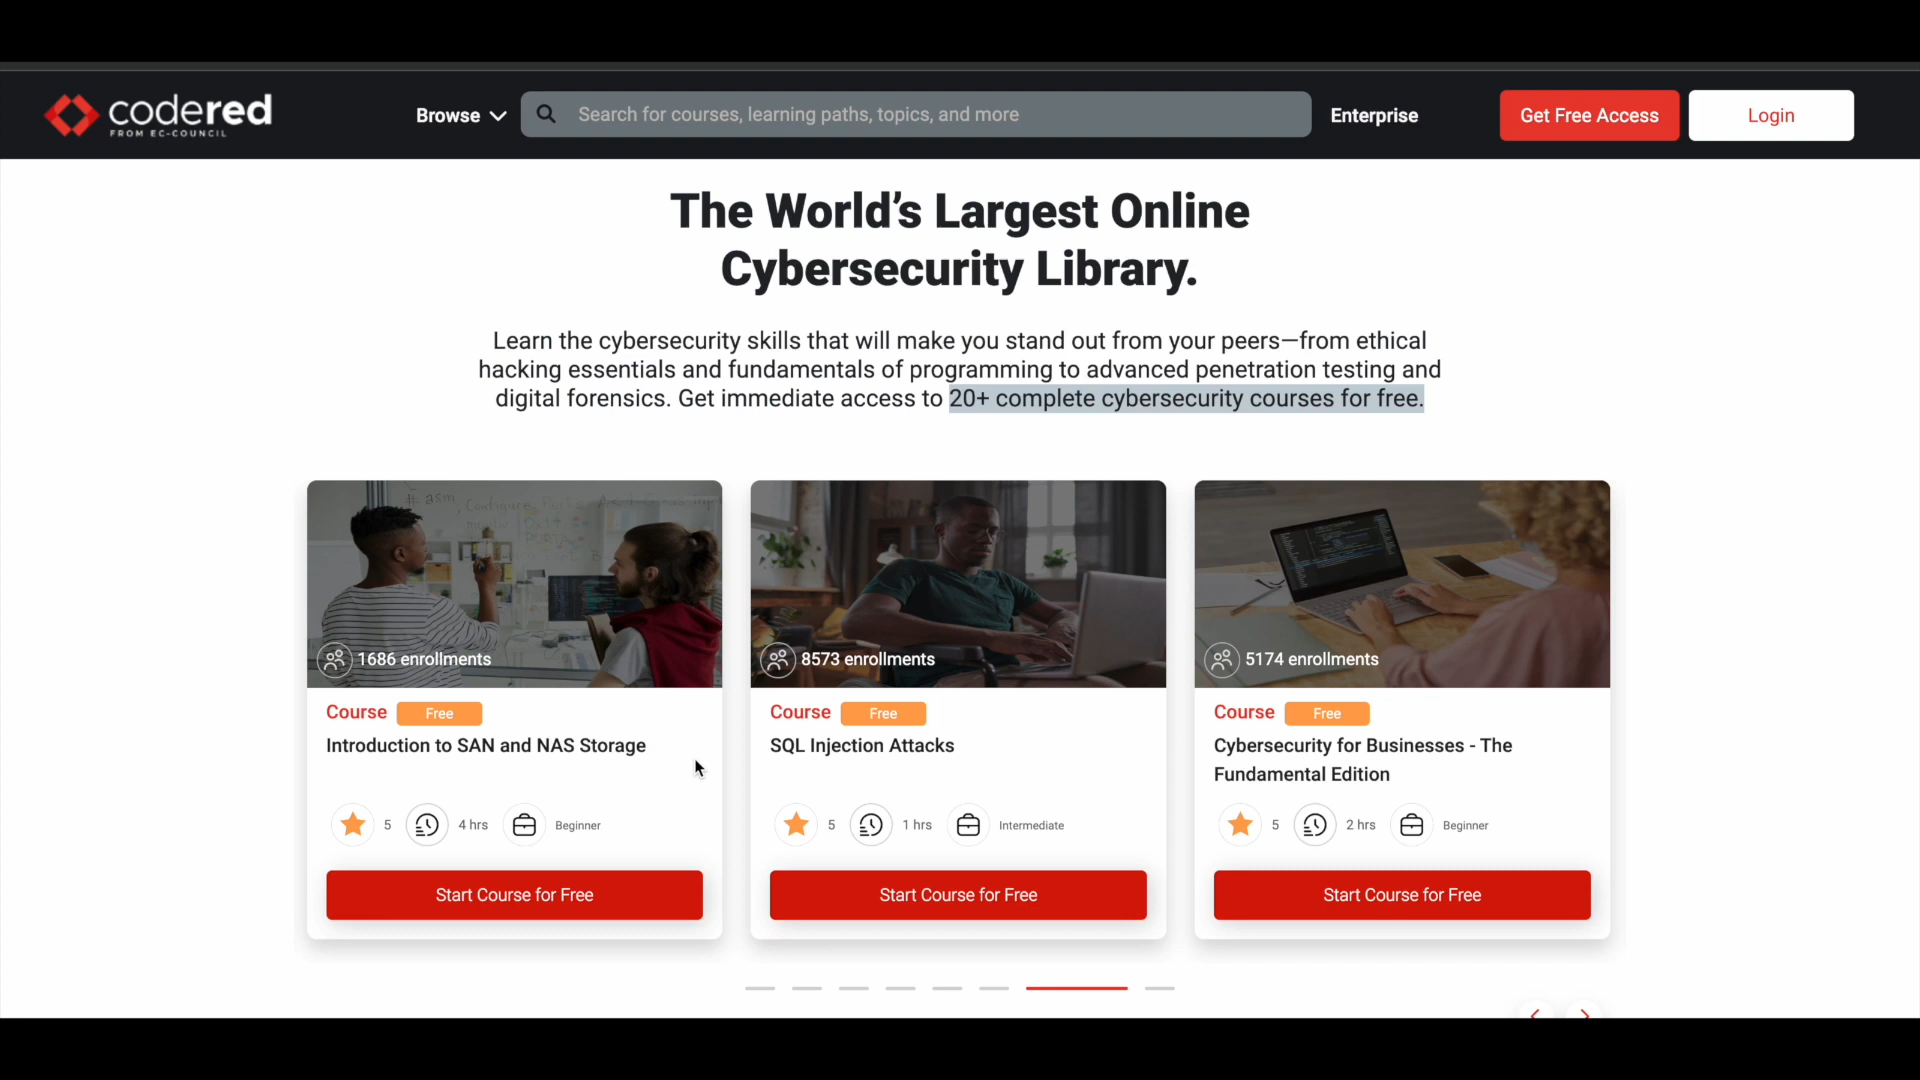 codered
FROM EC-COUNCIL
Browse
Search for courses, learning paths, topics, and more
Enterprise
Get Free Access
Login
The World’s Largest Online
Cybersecurity Library.
Learn the cybersecurity skills that will make you stand out from your peers—from ethical
hacking essentials and fundamentals of programming to advanced penetration testing and
digital forensics. Get immediate access to 20+ complete cybersecurity courses for free.
1686 enrollments
Course Free
Introduction to SAN and NAS Storage
5 4 hrs Beginner
Start Course for Free
8573 enrollments
Course Free
SQL Injection Attacks
5 1 hrs Intermediate
Start Course for Free
5174 enrollments
Course Free
Cybersecurity for Businesses - The
Fundamental Edition
5 2 hrs Beginner
Start Course for Free